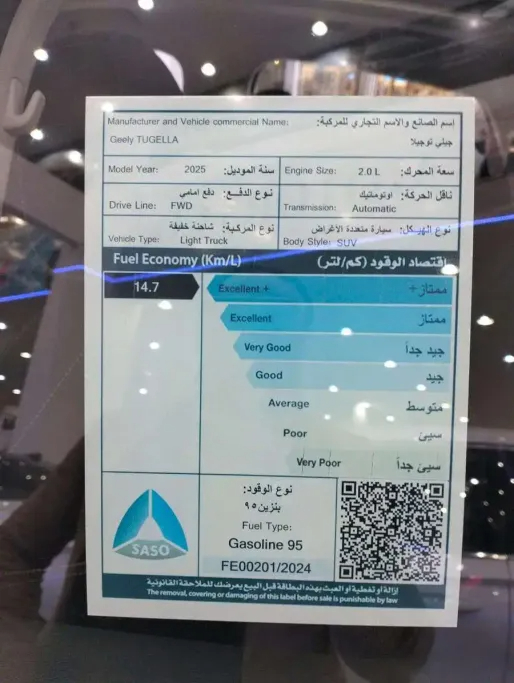 Manufacturer and Vehicle commercial Name: إسم الصانع والاسم التجاري للمركبة:
Geely TUGELLA جيلي توجيلا
Model Year: 2025 سنة الموديل: Engine Size: 2.0 L سعة المحرك:
Drive Line: FWD نوع الدفع: دفع امامي Transmission: Automatic ناقل الحركة: اوتوماتيك
Vehicle Type: Light Truck نوع المركبة: شاحنة خفيفة Body Style: SUV نوع الهيكل: سيارة متعددة الأغراض
Fuel Economy (Km/L) إقتصاد الوقود (كم/لتر)
14.7 Excellent + ممتاز+
Excellent ممتاز
Very Good جيد جداً
Good جيد
Average متوسط
Poor سيئ
Very Poor سيئ جداً
نوع الوقود:
بنزين ٩٥
Fuel Type:
Gasoline 95
FE00201/2024
SASO
إزالة أو تغطية أو العبث بهذه البطاقة قبل البيع يعرضك للملاحقة القانونية
The removal, covering or damaging of this label before sale is punishable by law